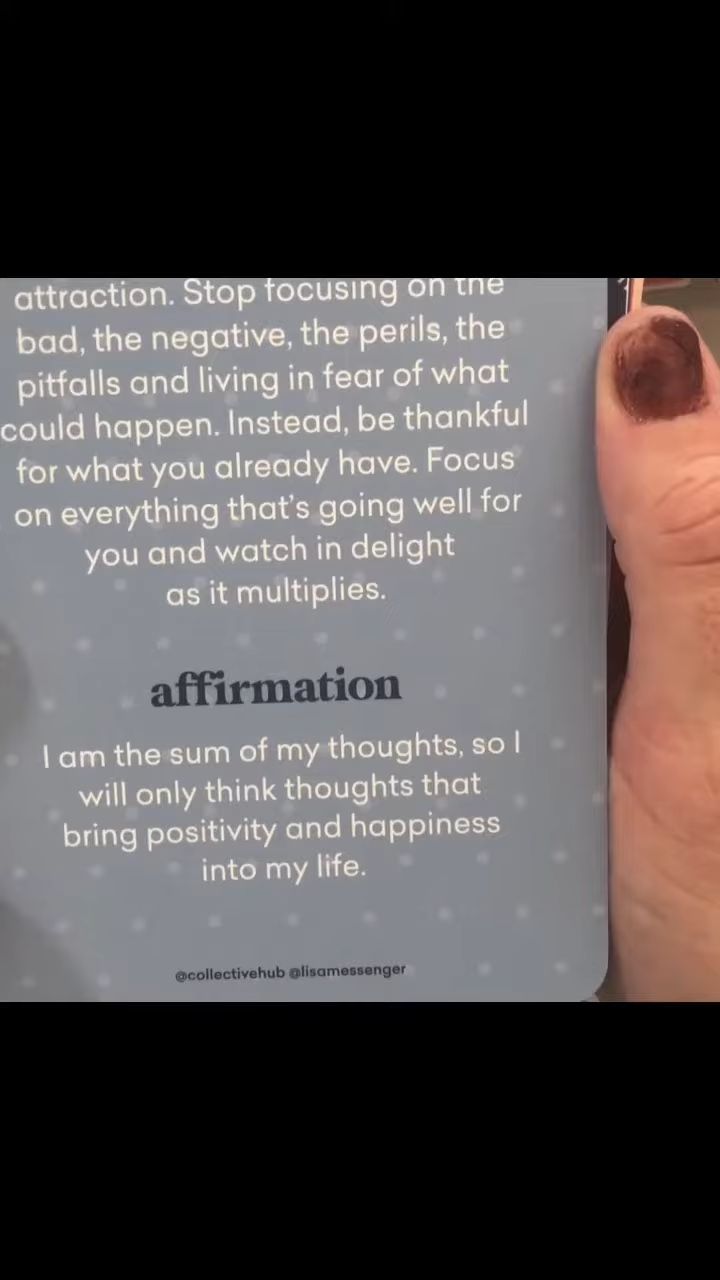 attraction. Stop focusing on the
bad, the negative, the perils, the
pitfalls and living in fear of what
could happen. Instead, be thankful
for what you already have. Focus
on everything that's going well for
you and watch in delight
as it multiplies.
affirmation
I am the sum of my thoughts, so I
will only think thoughts that
bring positivity and happiness
into my life.
@collectivehub @lisamessenger